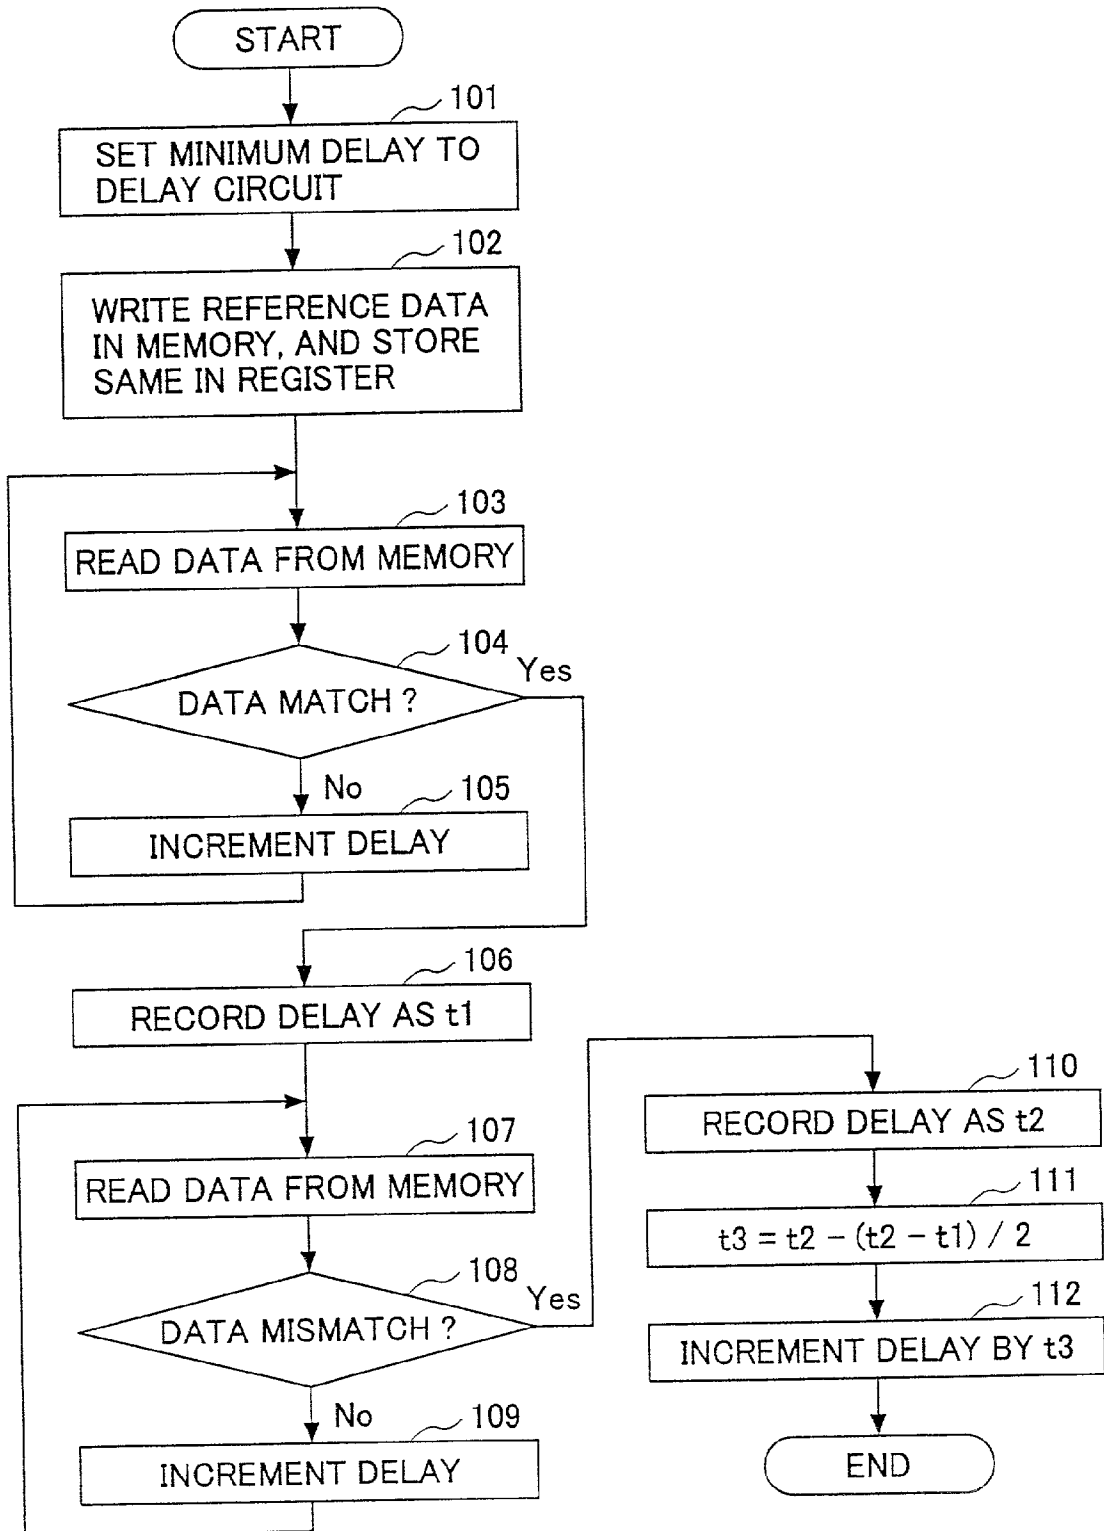 START
101
SET MINIMUM DELAY TO
DELAY CIRCUIT
102
WRITE REFERENCE DATA
IN MEMORY, AND STORE
SAME IN REGISTER
103
READ DATA FROM MEMORY
104
Yes
DATA MATCH ?
No
105
INCREMENT DELAY
106
RECORD DELAY AS t1
107
READ DATA FROM MEMORY
108
Yes
DATA MISMATCH ?
No
109
INCREMENT DELAY
110
RECORD DELAY AS t2
111
t3 = t2 – (t2 – t1) / 2
112
INCREMENT DELAY BY t3
END